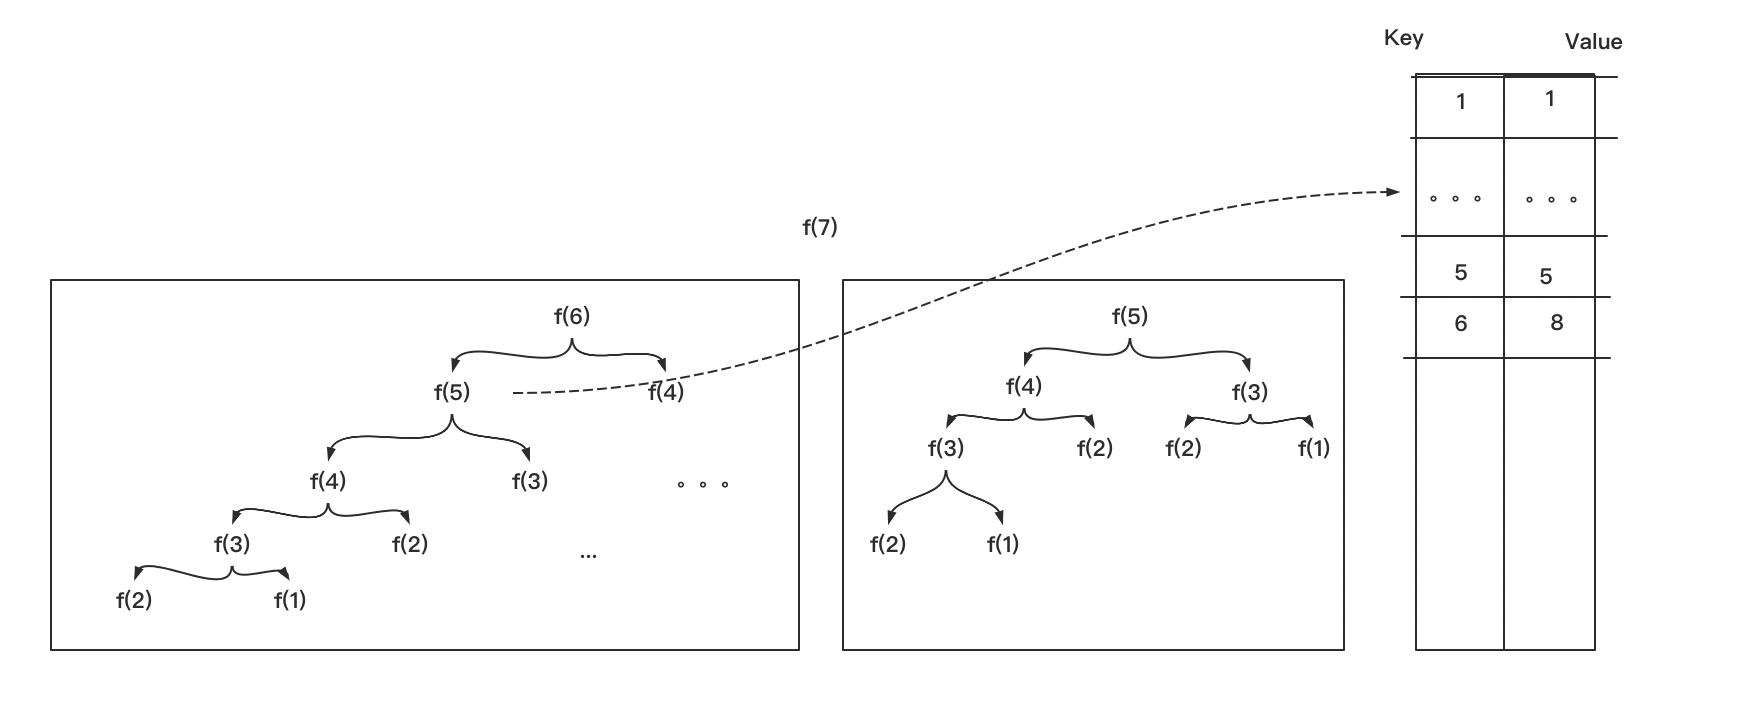 Key Value
1 1
。。。 。。。
f(7)
5 5
6 8
f(6)
f(5) f(4)
f(4) f(3) 。。。
f(3) f(2) ...
f(2) f(1)
f(5)
f(4) f(3)
f(3) f(2) f(2) f(1)
f(2) f(1)